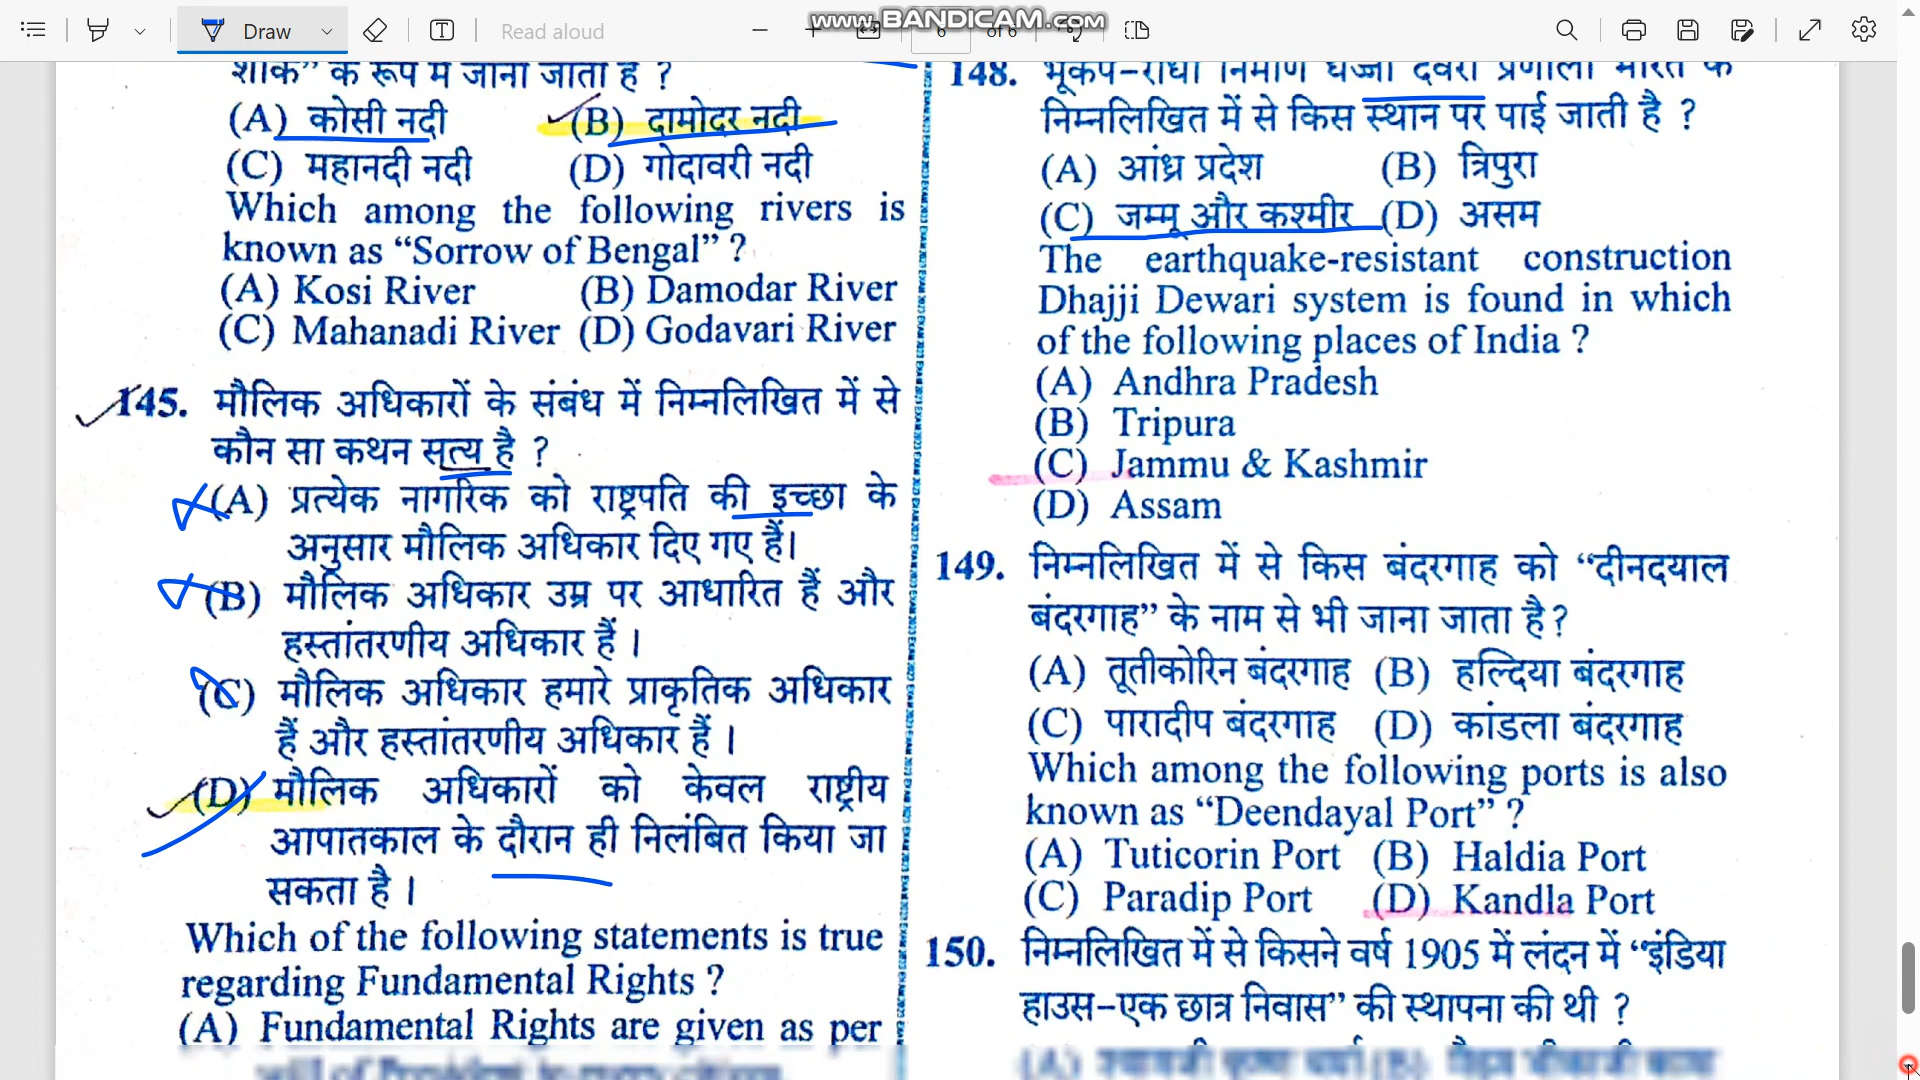 Draw
Read aloud
www.BANDICAM.com
6
of 6
(A) कोसी नदी (B) दामोदर नदी
(C) महानदी नदी (D) गोदावरी नदी
Which among the following rivers is
known as “Sorrow of Bengal” ?
(A) Kosi River (B) Damodar River
(C) Mahanadi River (D) Godavari River
145. मौलिक अधिकारों के संबंध में निम्नलिखित में से
कौन सा कथन सत्य है ?
(A) प्रत्येक नागरिक को राष्ट्रपति की इच्छा के
अनुसार मौलिक अधिकार दिए गए हैं।
(B) मौलिक अधिकार उम्र पर आधारित हैं और
हस्तांतरणीय अधिकार हैं ।
(C) मौलिक अधिकार हमारे प्राकृतिक अधिकार
हैं और हस्तांतरणीय अधिकार हैं ।
(D) मौलिक अधिकारों को केवल राष्ट्रीय
आपातकाल के दौरान ही निलंबित किया जा
सकता है ।
Which of the following statements is true
regarding Fundamental Rights ?
(A) Fundamental Rights are given as per
148. भूकंप-रोधी निर्माण धज्जी देवरी प्रणाली भारत के
निम्नलिखित में से किस स्थान पर पाई जाती है ?
(A) आंध्र प्रदेश (B) त्रिपुरा
(C) जम्मू और कश्मीर (D) असम
The earthquake-resistant construction
Dhajji Dewari system is found in which
of the following places of India ?
(A) Andhra Pradesh
(B) Tripura
(C) Jammu & Kashmir
(D) Assam
149. निम्नलिखित में से किस बंदरगाह को “दीनदयाल
बंदरगाह” के नाम से भी जाना जाता है ?
(A) तूतीकोरिन बंदरगाह (B) हल्दिया बंदरगाह
(C) पारादीप बंदरगाह (D) कांडला बंदरगाह
Which among the following ports is also
known as “Deendayal Port” ?
(A) Tuticorin Port (B) Haldia Port
(C) Paradip Port (D) Kandla Port
150. निम्नलिखित में से किसने वर्ष 1905 में लंदन में “इंडिया
हाउस-एक छात्र निवास” की स्थापना की थी ?